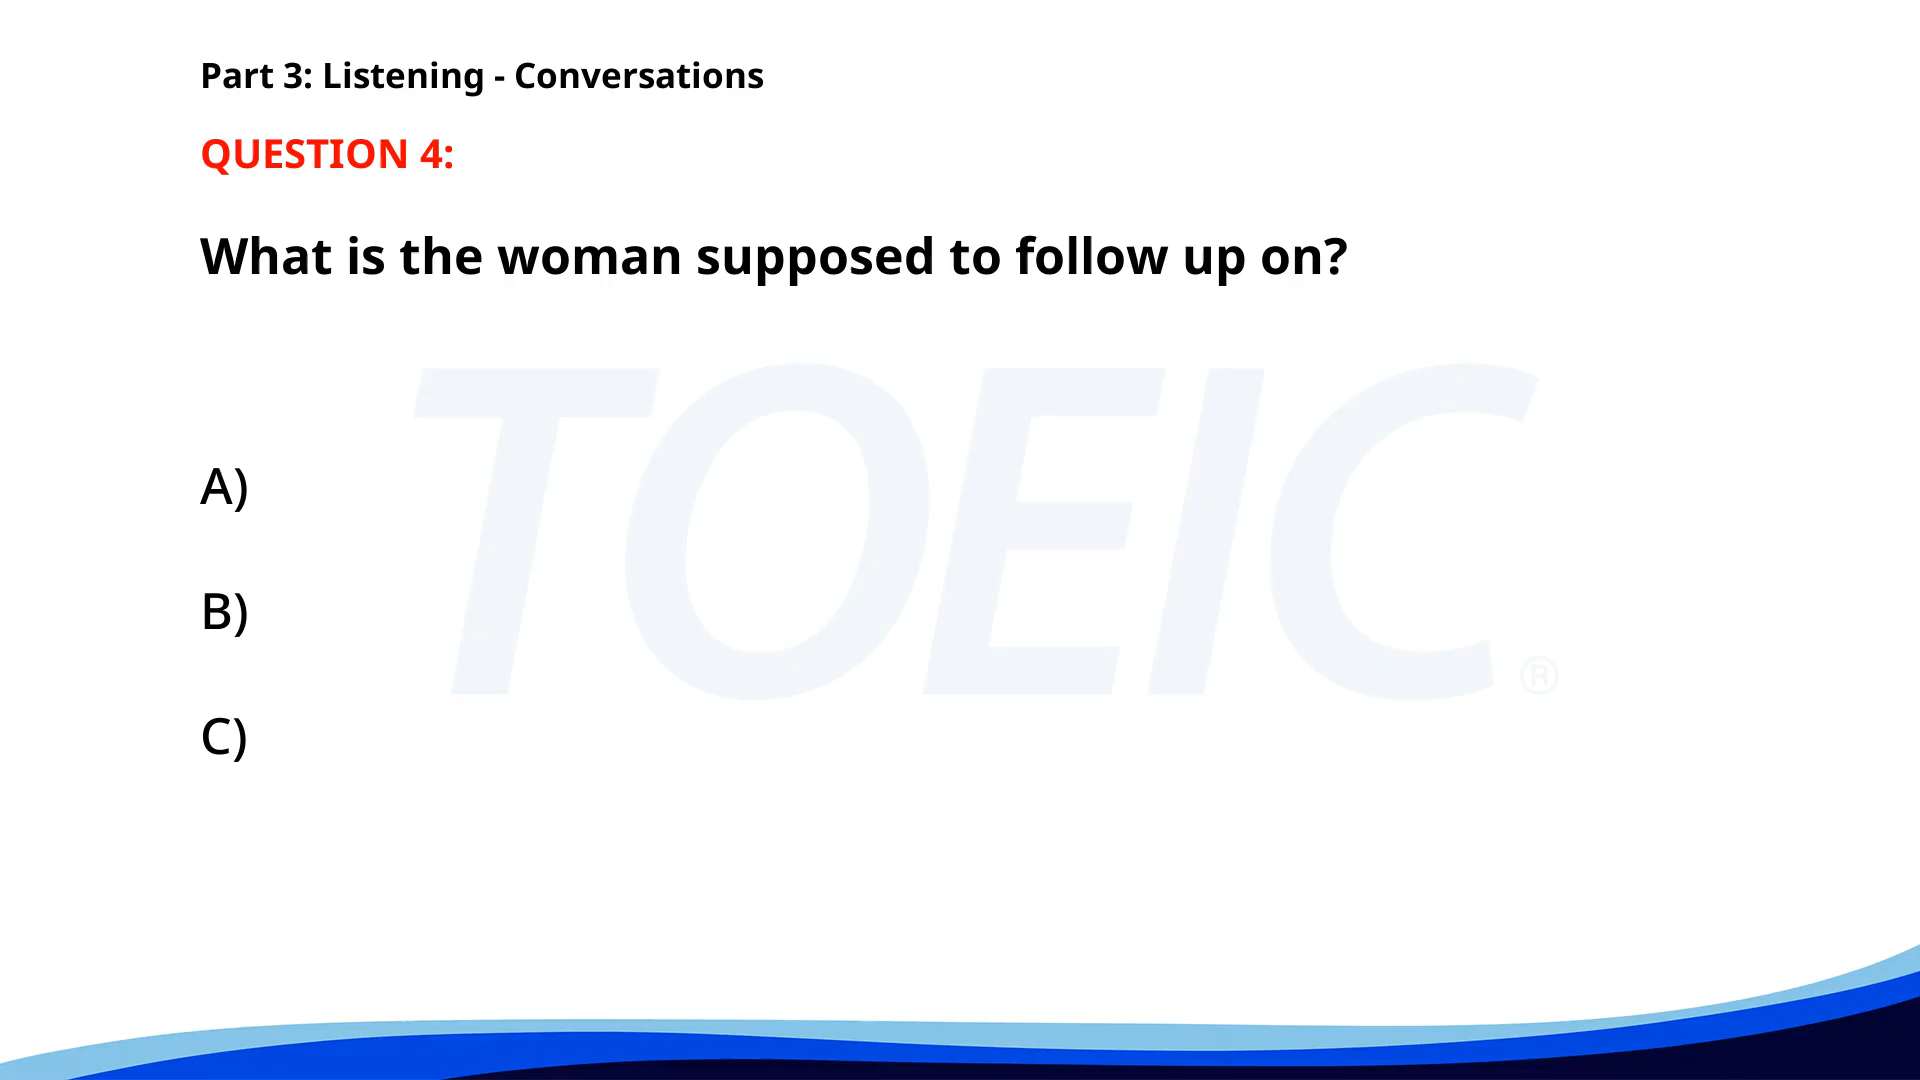 Part 3: Listening - Conversations
QUESTION 4:
What is the woman supposed to follow up on?
TOEIC®
A)
B)
C)